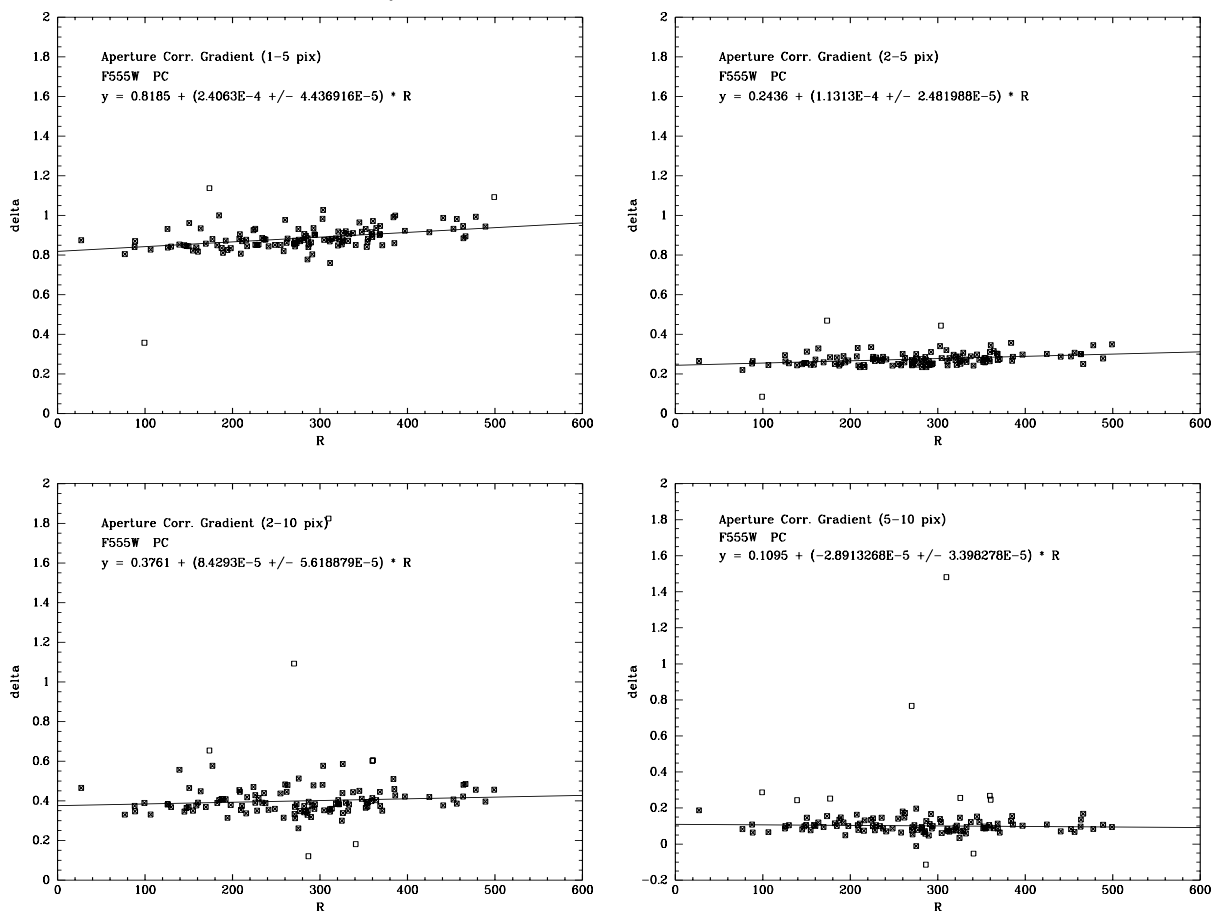 2
1.8
1.6
1.4
1.2
1
0.8
0.6
0.4
0.2
0
delta
Aperture Corr. Gradient (1-5 pix)
F555W PC
y = 0.8185 + (2.4063E-4 +/- 4.436916E-5) * R
0 100 200 300 400 500 600
R
2
1.8
1.6
1.4
1.2
1
0.8
0.6
0.4
0.2
0
delta
Aperture Corr. Gradient (2-5 pix)
F555W PC
y = 0.2436 + (1.1313E-4 +/- 2.481988E-5) * R
0 100 200 300 400 500 600
R
2
1.8
1.6
1.4
1.2
1
0.8
0.6
0.4
0.2
0
delta
Aperture Corr. Gradient (2-10 pix)
F555W PC
y = 0.3761 + (8.4293E-5 +/- 5.618879E-5) * R
0 100 200 300 400 500 600
R
2
1.8
1.6
1.4
1.2
1
0.8
0.6
0.4
0.2
0
-0.2
delta
Aperture Corr. Gradient (5-10 pix)
F555W PC
y = 0.1095 + (-2.8913268E-5 +/- 3.398278E-5) * R
0 100 200 300 400 500 600
R